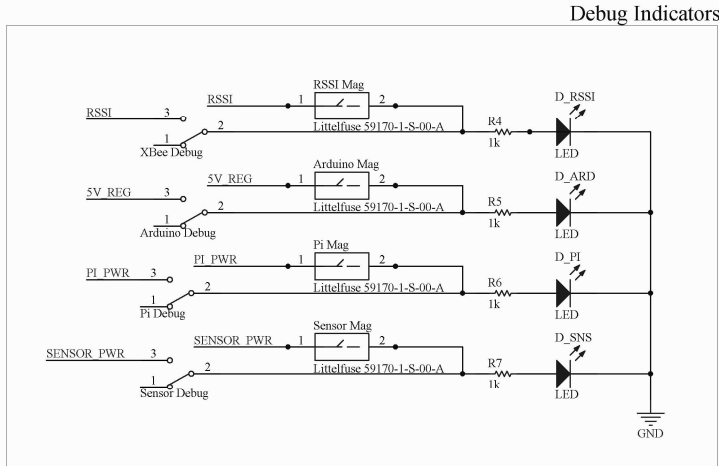 Debug Indicators
RSSI Mag
RSSI 1 2
D_RSSI
RSSI 3
2
Littelfuse 59170-1-S-00-A
R4
1k
LED
1
XBee Debug
Arduino Mag
5V_REG 1 2
D_ARD
5V_REG 3
2
Littelfuse 59170-1-S-00-A
R5
1k
LED
1
Arduino Debug
Pi Mag
PI_PWR 1 2
D_PI
PI_PWR 3
2
Littelfuse 59170-1-S-00-A
R6
1k
LED
1
Pi Debug
Sensor Mag
SENSOR_PWR 1 2
D_SNS
SENSOR_PWR 3
2
Littelfuse 59170-1-S-00-A
R7
1k
LED
1
Sensor Debug
GND